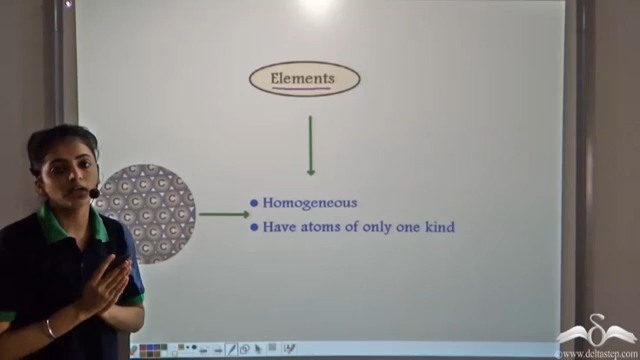 Elements
• Homogeneous
• Have atoms of only one kind
©www.deltastep.com